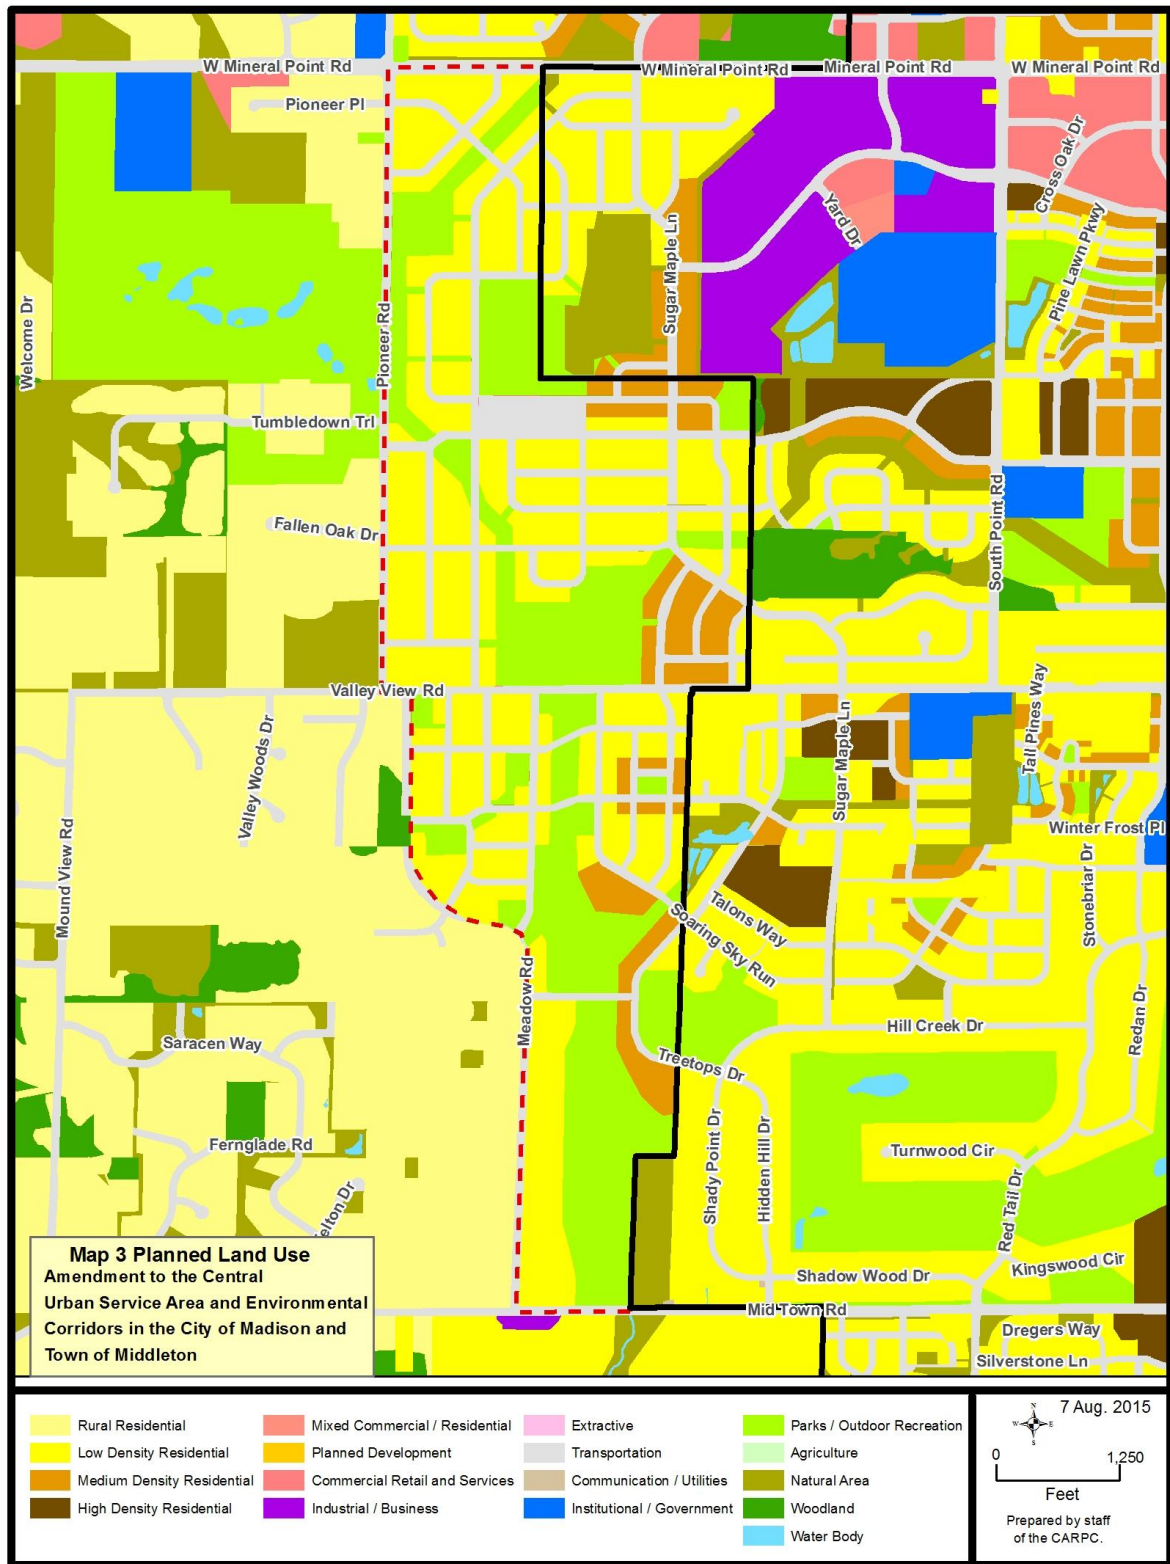 W Mineral Point Rd
W Mineral Point Rd
Mineral Point Rd
W Mineral Point Rd
Pioneer Pl
Cross Oak Dr
Yard Dr
Pine Lawn Pkwy
Sugar Maple Ln
Welcome Dr
Pioneer Rd
Tumbledown Trl
Fallen Oak Dr
South Point Rd
Valley View Rd
Tall Pines Way
Sugar Maple Ln
Valley Woods Dr
Mound View Rd
Winter Frost Pl
Stonebriar Dr
Talons Way
Soaring Sky Run
Meadow Rd
Redan Dr
Hill Creek Dr
Saracen Way
Treetops Dr
Shady Point Dr
Hidden Hill Dr
Fernglade Rd
Turnwood Cir
Red Tail Dr
elton Dr
Kingswood Cir
Shadow Wood Dr
Mid Town Rd
Dregers Way
Silverstone Ln
Map 3 Planned Land Use
Amendment to the Central
Urban Service Area and Environmental
Corridors in the City of Madison and
Town of Middleton
Rural Residential
Low Density Residential
Medium Density Residential
High Density Residential
Mixed Commercial / Residential
Planned Development
Commercial Retail and Services
Industrial / Business
Extractive
Transportation
Communication / Utilities
Institutional / Government
Parks / Outdoor Recreation
Agriculture
Natural Area
Woodland
Water Body
7 Aug. 2015
N
W E
S
0 1,250
Feet
Prepared by staff
of the CARPC.